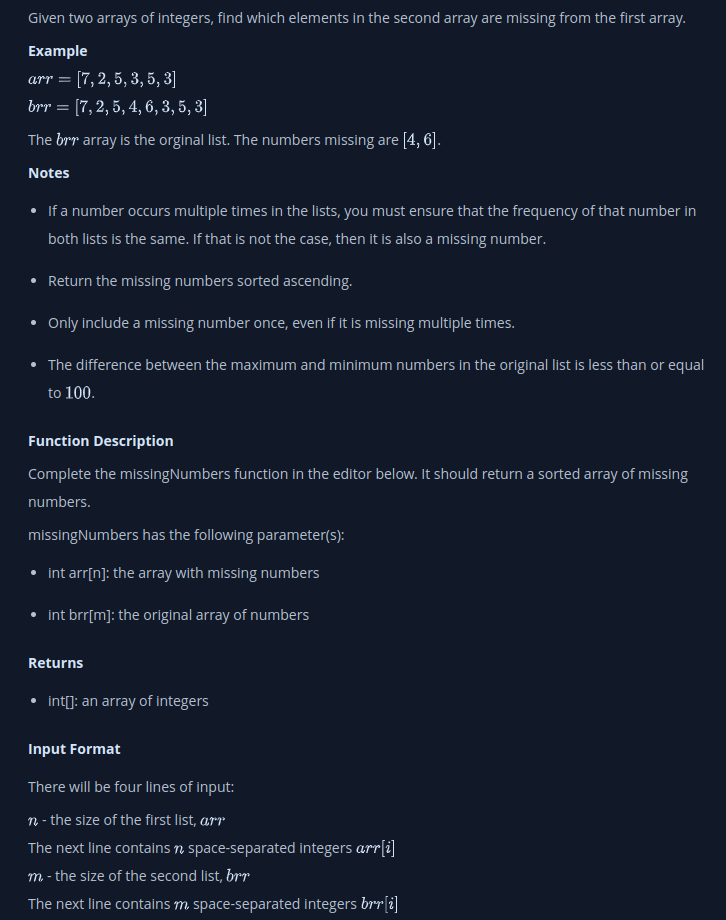 Given two arrays of integers, find which elements in the second array are missing from the first array.
Example
arr = [7, 2, 5, 3, 5, 3]
brr = [7, 2, 5, 4, 6, 3, 5, 3]
The brr array is the orginal list. The numbers missing are [4, 6].
Notes
• If a number occurs multiple times in the lists, you must ensure that the frequency of that number in
both lists is the same. If that is not the case, then it is also a missing number.
• Return the missing numbers sorted ascending.
• Only include a missing number once, even if it is missing multiple times.
• The difference between the maximum and minimum numbers in the original list is less than or equal
to 100.
Function Description
Complete the missingNumbers function in the editor below. It should return a sorted array of missing
numbers.
missingNumbers has the following parameter(s):
• int arr[n]: the array with missing numbers
• int brr[m]: the original array of numbers
Returns
• int[]: an array of integers
Input Format
There will be four lines of input:
n - the size of the first list, arr
The next line contains n space-separated integers arr[i]
m - the size of the second list, brr
The next line contains m space-separated integers brr[i]